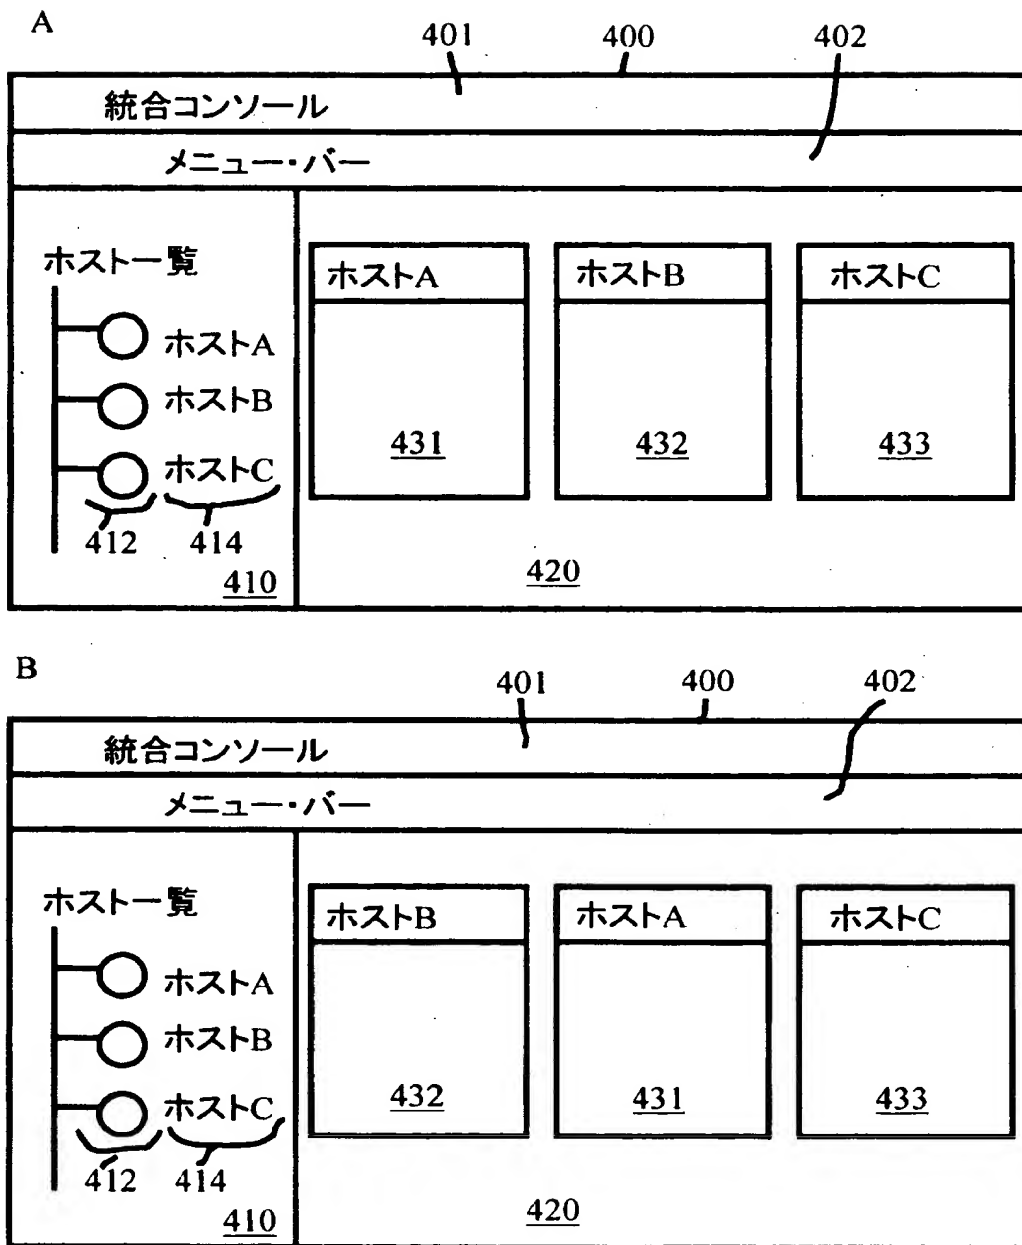 A
401 400 402
統合コンソール
メニュー・バー
ホスト一覧
ホストA
ホストB
ホストC
412 414
410
ホストA ホストB ホストC
431 432 433
420
B
401 400 402
統合コンソール
メニュー・バー
ホスト一覧
ホストA
ホストB
ホストC
412 414
410
ホストB ホストA ホストC
432 431 433
420